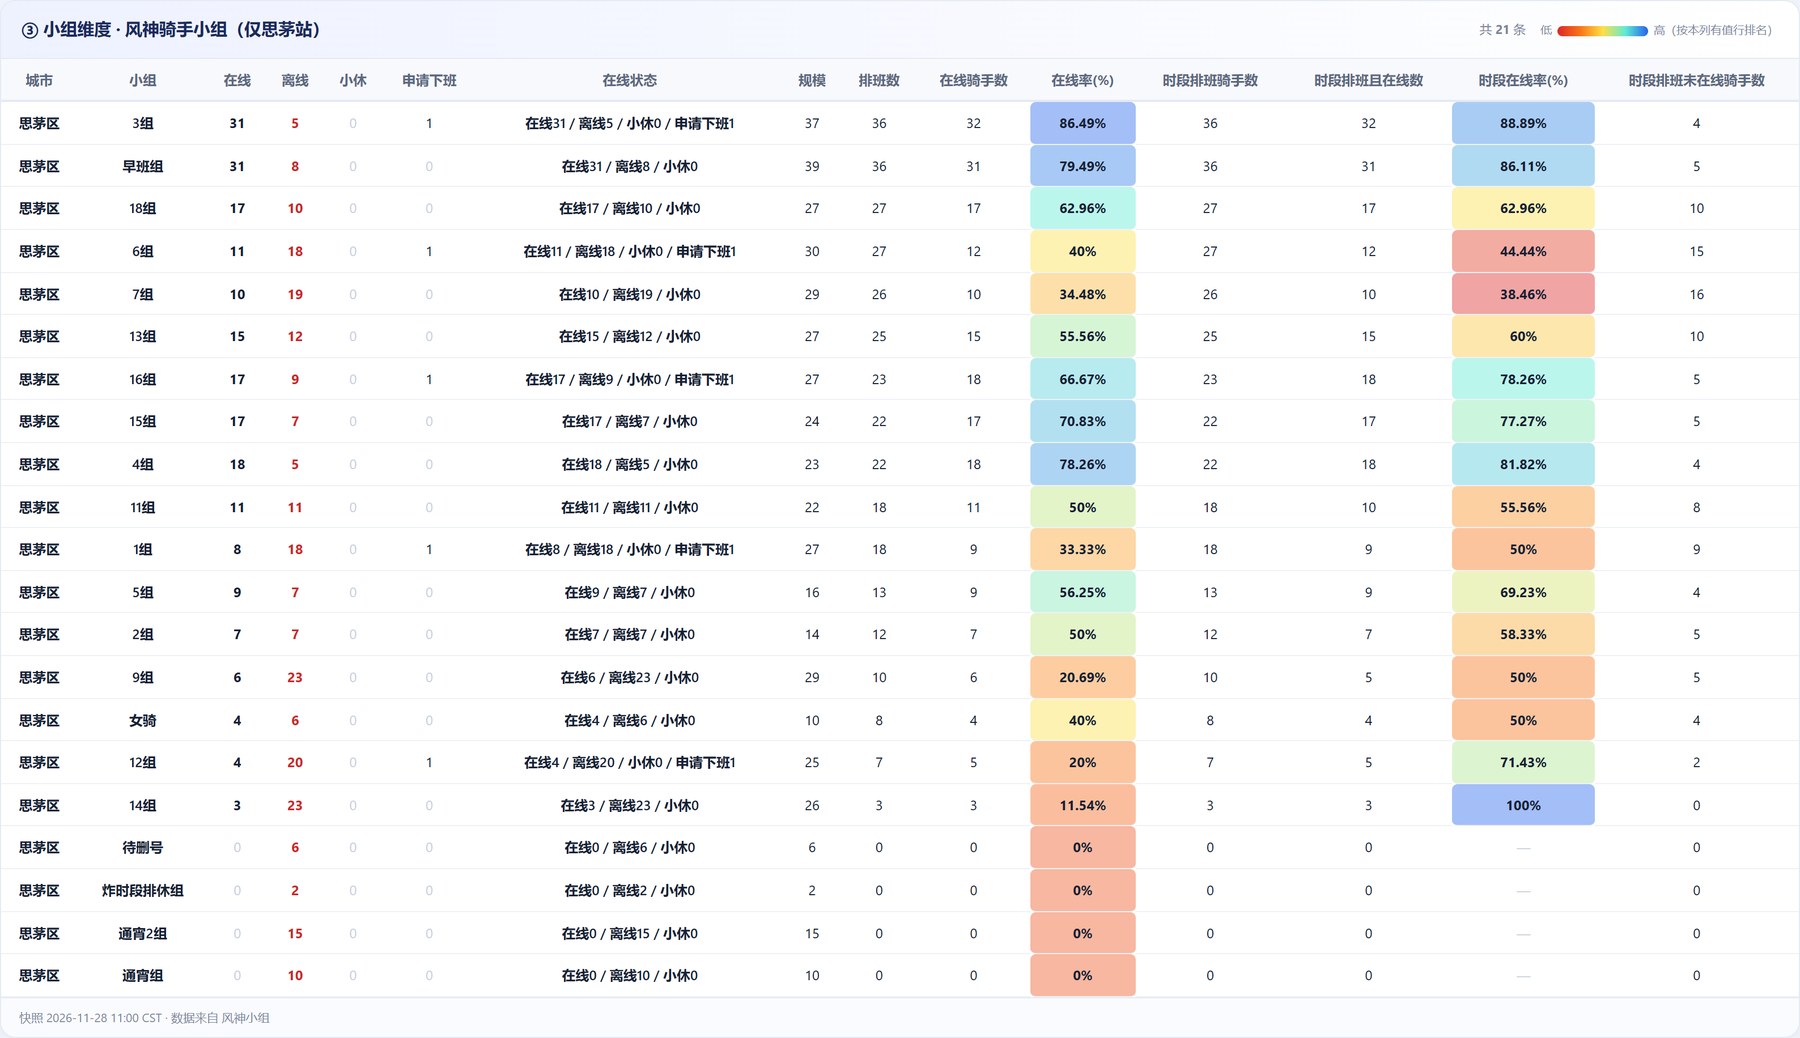 ③ 小组维度 · 风神骑手小组（仅思茅站）
共 21 条 低 高 (按本列有值行排名)
城市 小组 在线 离线 小休 申请下班 在线状态 规模 排班数 在线骑手数 在线率(%) 时段排班骑手数 时段排班且在线数 时段在线率(%) 时段排班未在线骑手数
思茅区 3组 31 5 0 1 在线31 / 离线5 / 小休0 / 申请下班1 37 36 32 86.49% 36 32 88.89% 4
思茅区 早班组 31 8 0 0 在线31 / 离线8 / 小休0 39 36 31 79.49% 36 31 86.11% 5
思茅区 18组 17 10 0 0 在线17 / 离线10 / 小休0 27 27 17 62.96% 27 17 62.96% 10
思茅区 6组 11 18 0 1 在线11 / 离线18 / 小休0 / 申请下班1 30 27 12 40% 27 12 44.44% 15
思茅区 7组 10 19 0 0 在线10 / 离线19 / 小休0 29 26 10 34.48% 26 10 38.46% 16
思茅区 13组 15 12 0 0 在线15 / 离线12 / 小休0 27 25 15 55.56% 25 15 60% 10
思茅区 16组 17 9 0 1 在线17 / 离线9 / 小休0 / 申请下班1 27 23 18 66.67% 23 18 78.26% 5
思茅区 15组 17 7 0 0 在线17 / 离线7 / 小休0 24 22 17 70.83% 22 17 77.27% 5
思茅区 4组 18 5 0 0 在线18 / 离线5 / 小休0 23 22 18 78.26% 22 18 81.82% 4
思茅区 11组 11 11 0 0 在线11 / 离线11 / 小休0 22 18 11 50% 18 10 55.56% 8
思茅区 1组 8 18 0 1 在线8 / 离线18 / 小休0 / 申请下班1 27 18 9 33.33% 18 9 50% 9
思茅区 5组 9 7 0 0 在线9 / 离线7 / 小休0 16 13 9 56.25% 13 9 69.23% 4
思茅区 2组 7 7 0 0 在线7 / 离线7 / 小休0 14 12 7 50% 12 7 58.33% 5
思茅区 9组 6 23 0 0 在线6 / 离线23 / 小休0 29 10 6 20.69% 10 5 50% 5
思茅区 女骑 4 6 0 0 在线4 / 离线6 / 小休0 10 8 4 40% 8 4 50% 4
思茅区 12组 4 20 0 1 在线4 / 离线20 / 小休0 / 申请下班1 25 7 5 20% 7 5 71.43% 2
思茅区 14组 3 23 0 0 在线3 / 离线23 / 小休0 26 3 3 11.54% 3 3 100% 0
思茅区 待删号 0 6 0 0 在线0 / 离线6 / 小休0 6 0 0 0% 0 0 — 0
思茅区 炸时段排休组 0 2 0 0 在线0 / 离线2 / 小休0 2 0 0 0% 0 0 — 0
思茅区 通宵2组 0 15 0 0 在线0 / 离线15 / 小休0 15 0 0 0% 0 0 — 0
思茅区 通宵组 0 10 0 0 在线0 / 离线10 / 小休0 10 0 0 0% 0 0 — 0
快照 2026-11-28 11:00 CST · 数据来自 风神小组